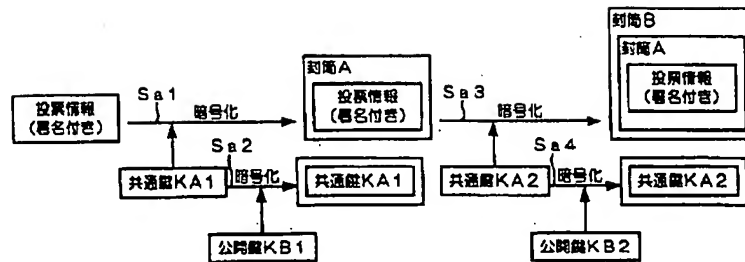 封筒B
封筒A
封筒A
Sa1
投票情報
(署名付き)
Sa3
投票情報
(署名付き)
投票情報
(署名付き)
暗号化
暗号化
Sa2
Sa4
共通鍵KA1
暗号化
共通鍵KA1
共通鍵KA2
暗号化
共通鍵KA2
公開鍵KB1
公開鍵KB2